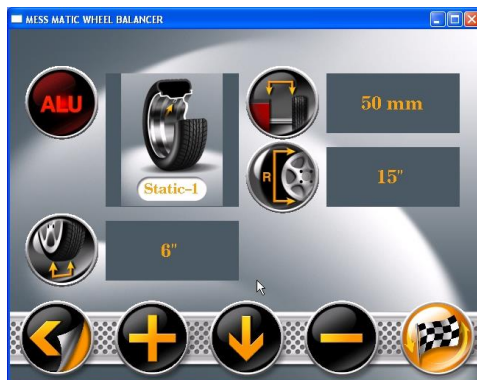 MESS MATIC WHEEL BALANCER
ALU
50 mm
Static-1
R
15"
6"